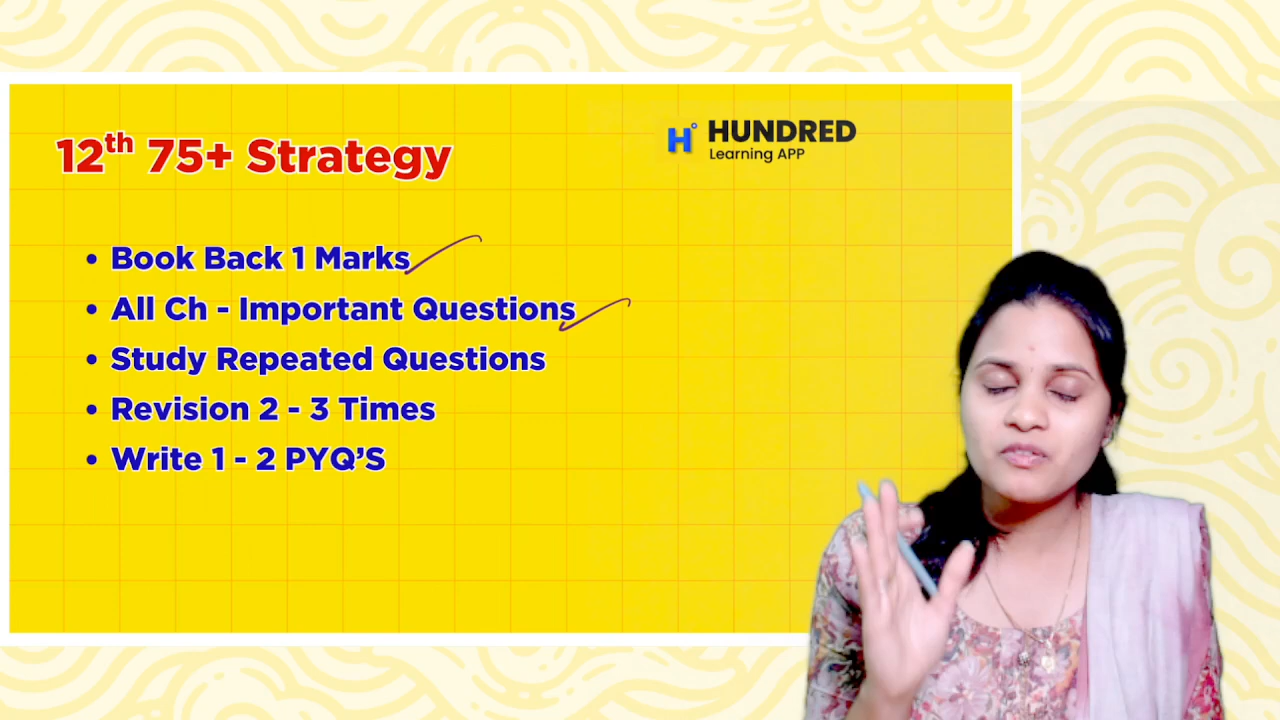 12th 75+ Strategy
HUNDRED
Learning APP
• Book Back 1 Marks
• All Ch - Important Questions
• Study Repeated Questions
• Revision 2 - 3 Times
• Write 1 - 2 PYQ'S